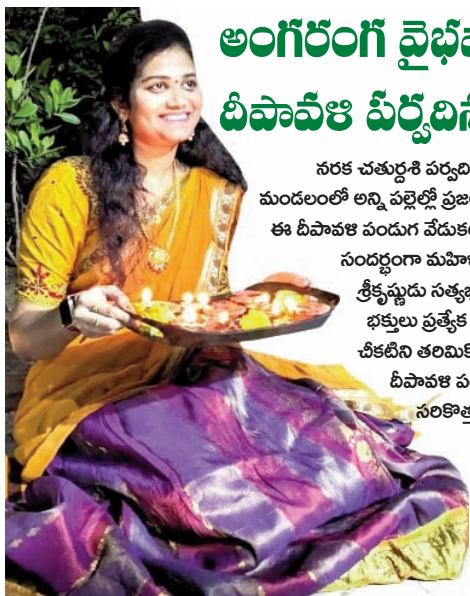 అంగరంగ వైభవ
దీపావళి పర్వదిన
నరక చతుర్దశి పర్వది
మండలంలో అన్ని పల్లెల్లో ప్రజ
ఈ దీపావళి పండుగ వేడుక
సందర్భంగా మహిళ
శ్రీకృష్ణుడు సత్యభ
భక్తులు ప్రత్యేక
చీకటిని తరిమి
దీపావళి ప
సరికొత్త